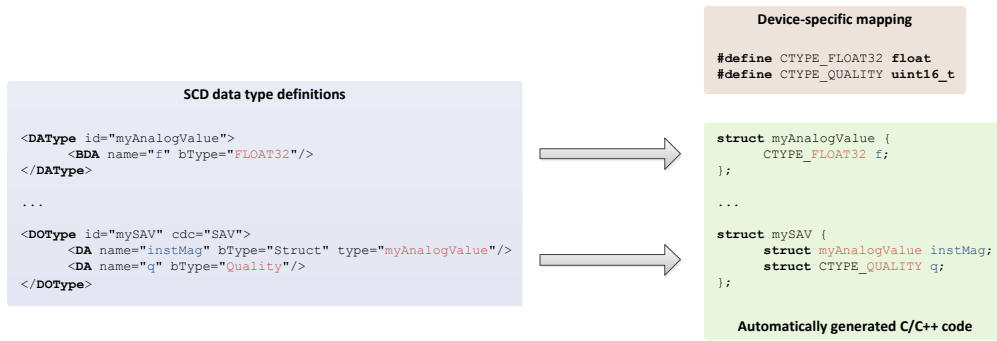 Device-specific mapping
#define CTYPE_FLOAT32 float
#define CTYPE_QUALITY uint16_t
SCD data type definitions
<DAType id="myAnalogValue">
<BDA name="f" bType="FLOAT32"/>
</DAType>
...
<DOType id="mySAV" cdc="SAV">
<DA name="instMag" bType="Struct" type="myAnalogValue"/>
<DA name="q" bType="Quality"/>
</DOType>
struct myAnalogValue {
CTYPE_FLOAT32 f;
};
...
struct mySAV {
struct myAnalogValue instMag;
struct CTYPE_QUALITY q;
};
Automatically generated C/C++ code